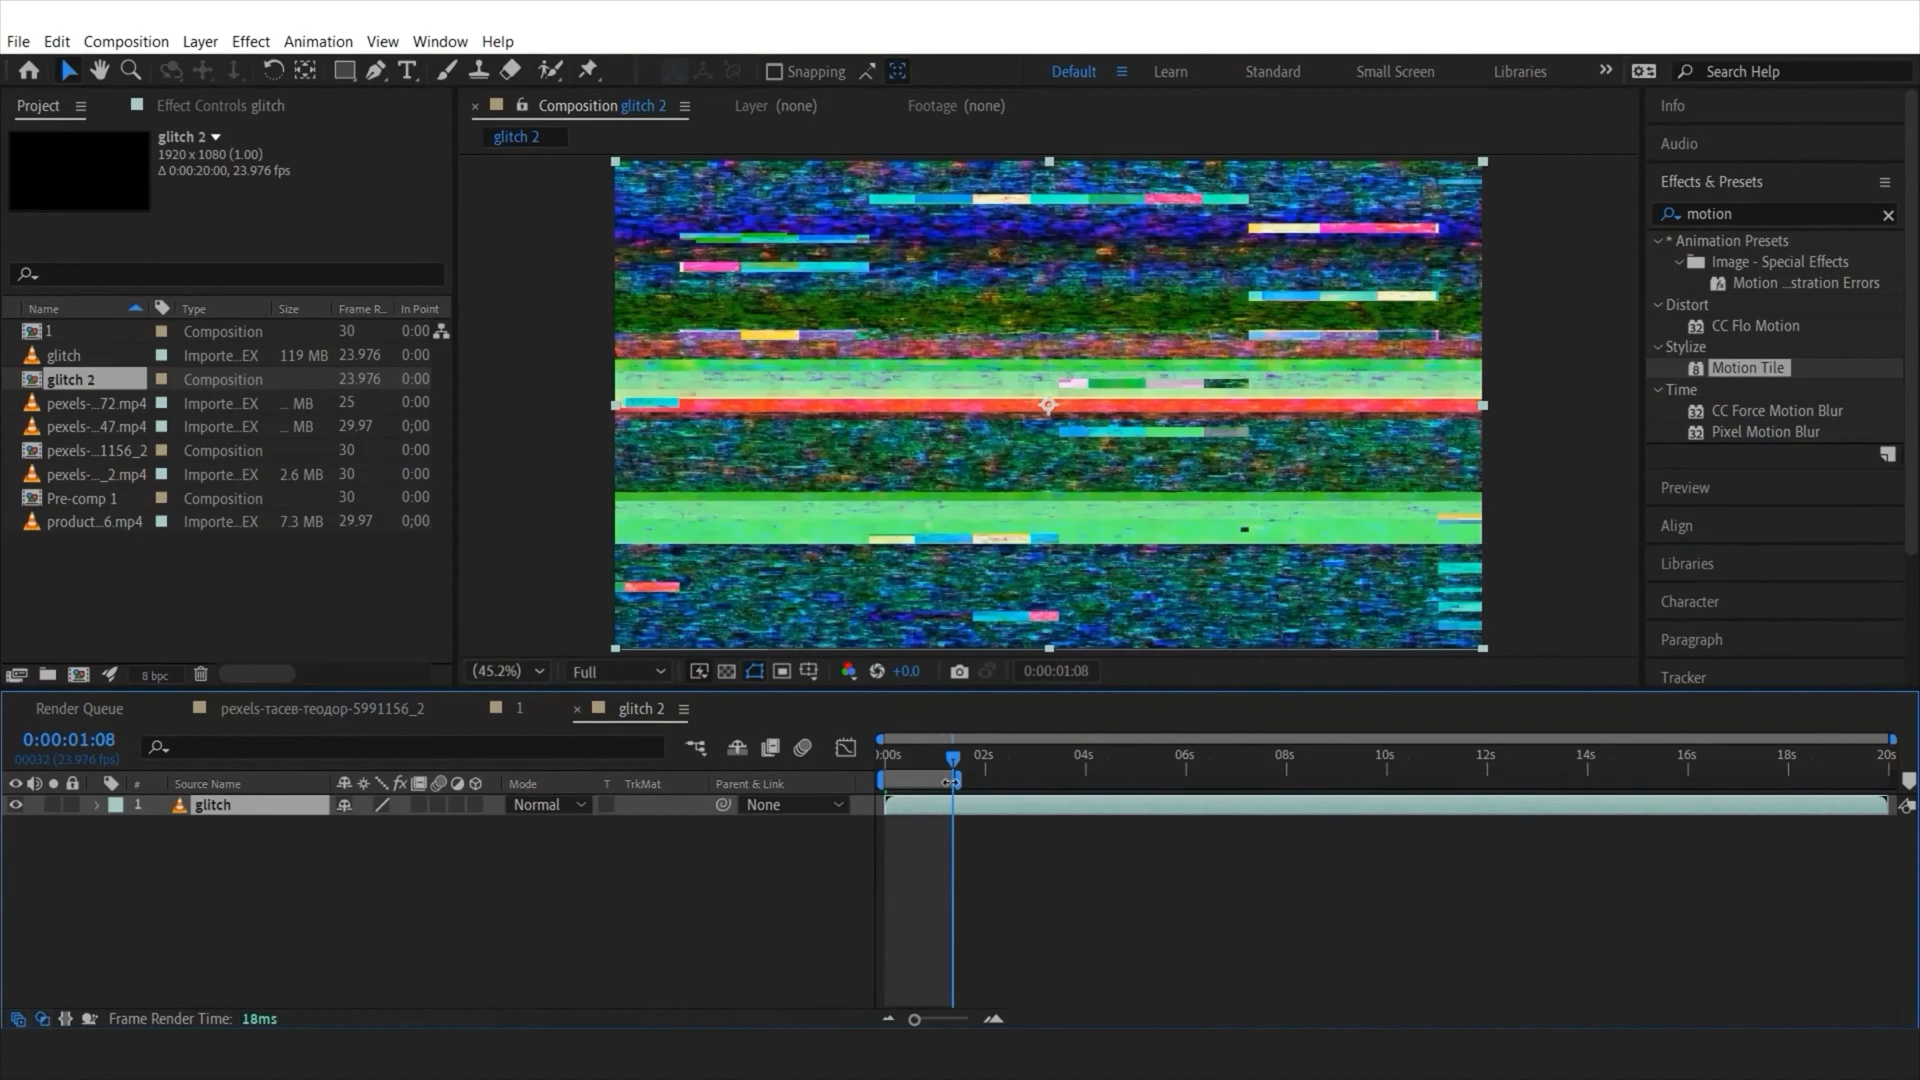 File Edit Composition Layer Effect Animation View Window Help
Snapping Default Learn Standard Small Screen Libraries Search Help
Project Effect Controls glitch
glitch 2
1920 x 1080 (1.00)
Δ 0:00:20:00, 23.976 fps
Name Type Size Frame R... In Point
1 Composition 30 0:00
glitch Importe...EX 119 MB 23.976 0:00
glitch 2 Composition 23.976 0:00
pexels-...72.mp4 Importe...EX ... MB 25 0:00
pexels-...47.mp4 Importe...EX ... MB 29.97 0;00
pexels-...1156_2 Composition 30 0:00
pexels-..._2.mp4 Importe...EX 2.6 MB 30 0:00
Pre-comp 1 Composition 30 0:00
product...6.mp4 Importe...EX 7.3 MB 29.97 0;00
8 bpc
Composition glitch 2 Layer (none) Footage (none)
glitch 2
(45.2%) Full +0.0 0:00:01:08
Info
Audio
Effects & Presets
motion
* Animation Presets
Image - Special Effects
Motion ...stration Errors
Distort
32 CC Flo Motion
Stylize
8 Motion Tile
Time
32 CC Force Motion Blur
32 Pixel Motion Blur
Preview
Align
Libraries
Character
Paragraph
Tracker
Render Queue pexels-тасев-теодор-5991156_2 1 glitch 2
0:00:01:08
00032 (23.976 fps)
):00s 02s 04s 06s 08s 10s 12s 14s 16s 18s 20s
# Source Name fx Mode T TrkMat Parent & Link
1 glitch Normal None
Frame Render Time: 18ms